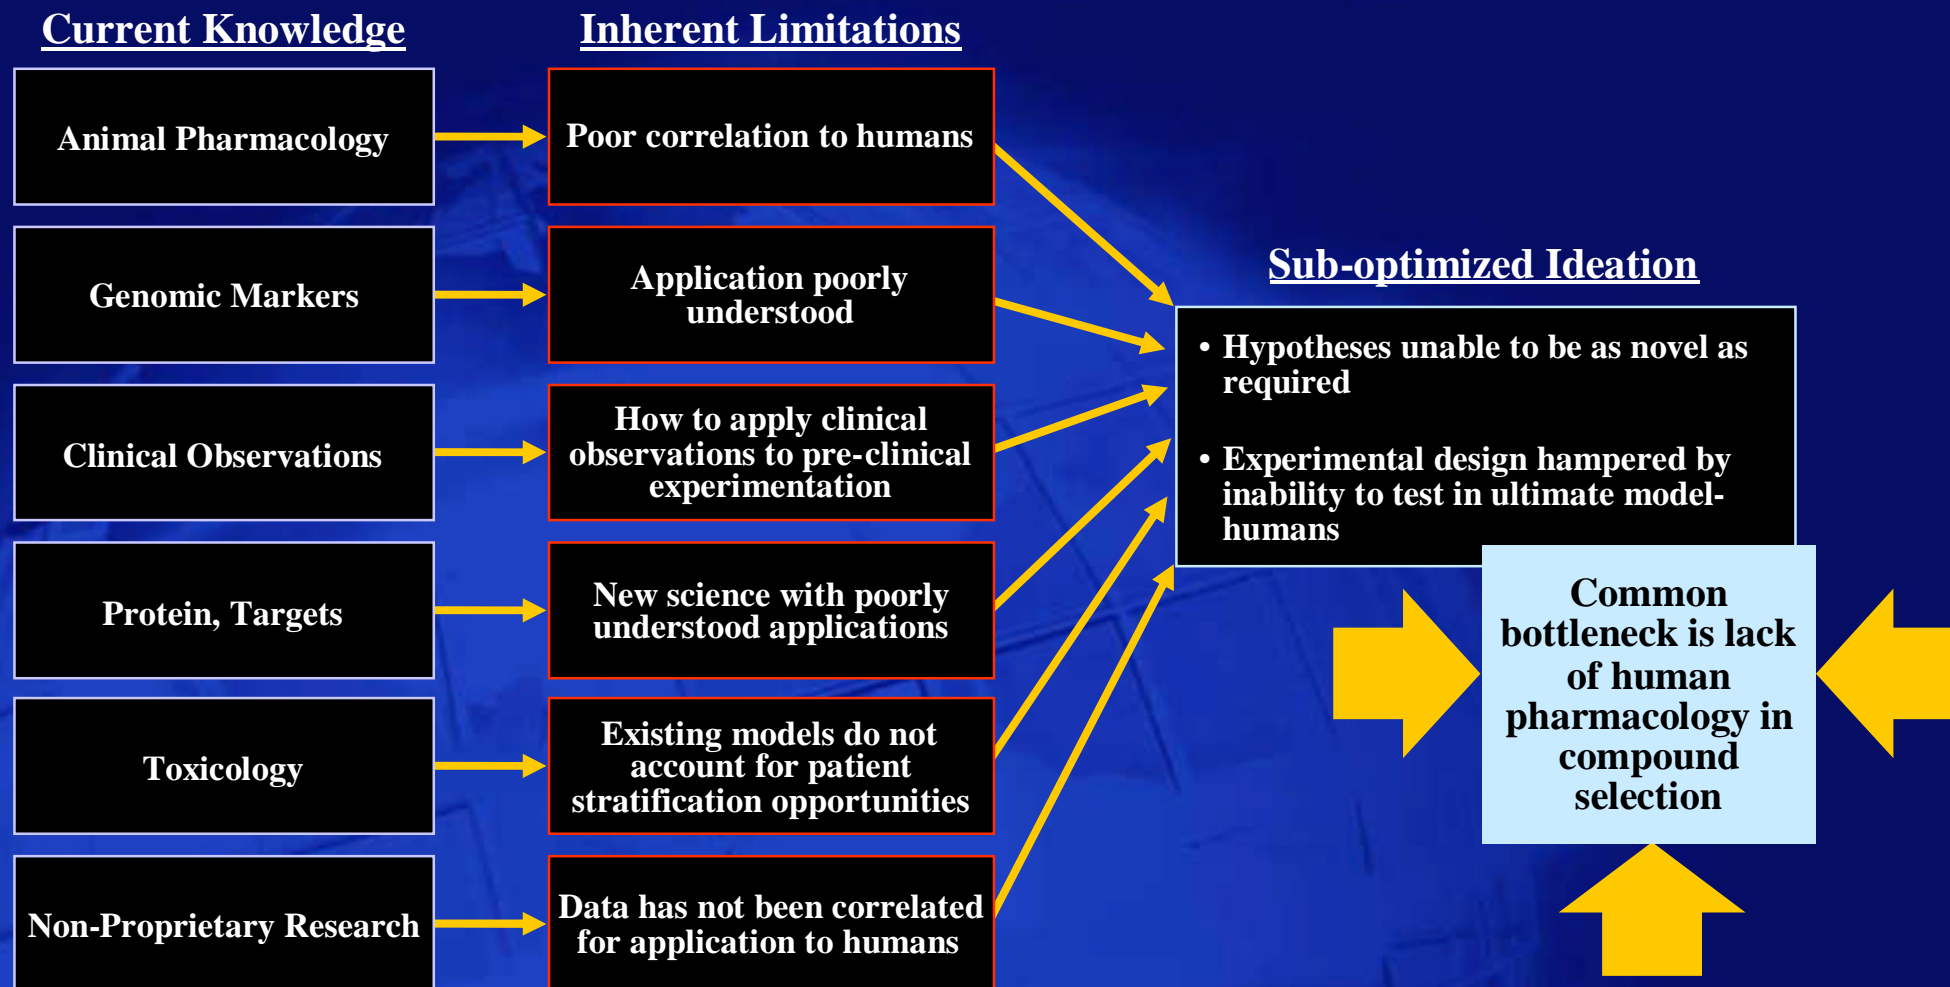 Current Knowledge
Inherent Limitations
Animal Pharmacology
Poor correlation to humans
Genomic Markers
Application poorly
understood
Clinical Observations
How to apply clinical
observations to pre-clinical
experimentation
Protein, Targets
New science with poorly
understood applications
Toxicology
Existing models do not
account for patient
stratification opportunities
Non-Proprietary Research
Data has not been correlated
for application to humans
Sub-optimized Ideation
• Hypotheses unable to be as novel as
required
• Experimental design hampered by
inability to test in ultimate model-
humans
Common
bottleneck is lack
of human
pharmacology in
compound
selection